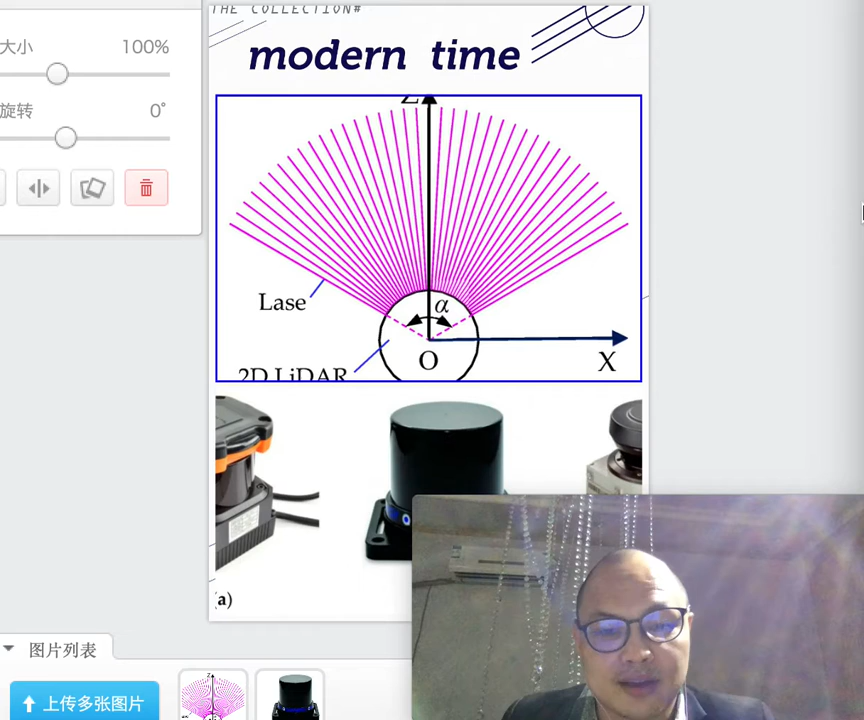 THE COLLECTION#
大小 100%
modern time
旋转 0°
Z
Lase
α
2D LiDAR
O
X
(a)
图片列表
上传多张图片